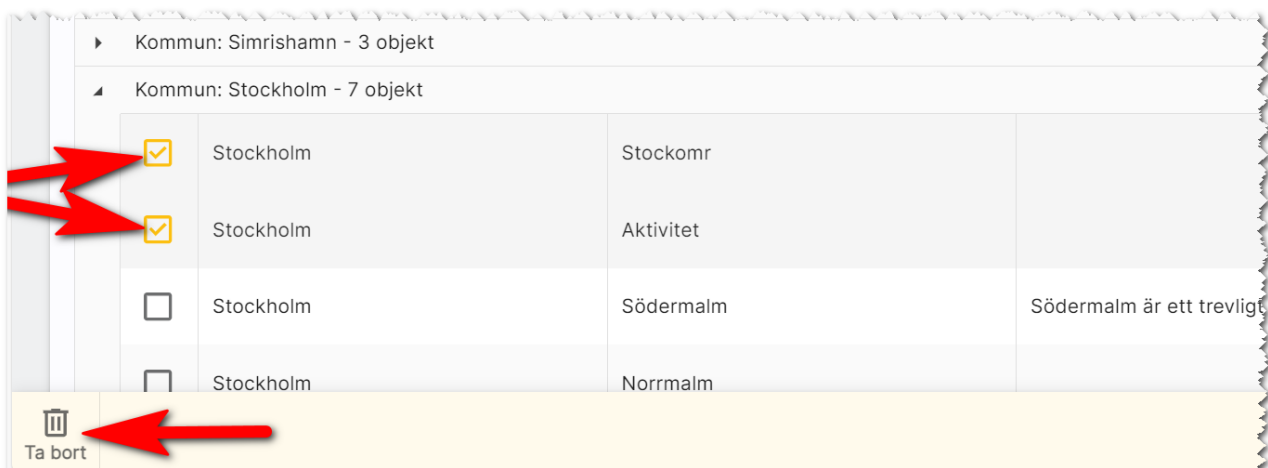 Kommun: Simrishamn - 3 objekt
Kommun: Stockholm - 7 objekt
Stockholm Stockomr
Stockholm Aktivitet
Stockholm Södermalm Södermalm är ett trevligt
Stockholm Norrmalm
Ta bort